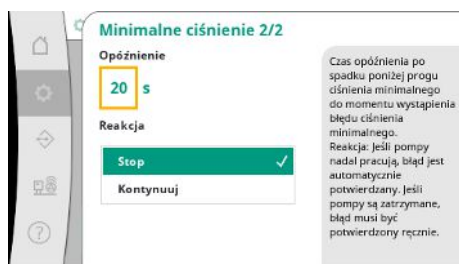 Minimalne ciśnienie 2/2
Opóźnienie
20 s
Reakcja
Stop
Kontynuuj
Czas opóźnienia po
spadku poniżej progu
ciśnienia minimalnego
do momentu wystąpienia
błędu ciśnienia
minimalnego.
Reakcja: Jeśli pompy
nadal pracują, błąd jest
automatycznie
potwierdzany. Jeśli
pompy są zatrzymane,
błąd musi być
potwierdzony ręcznie.